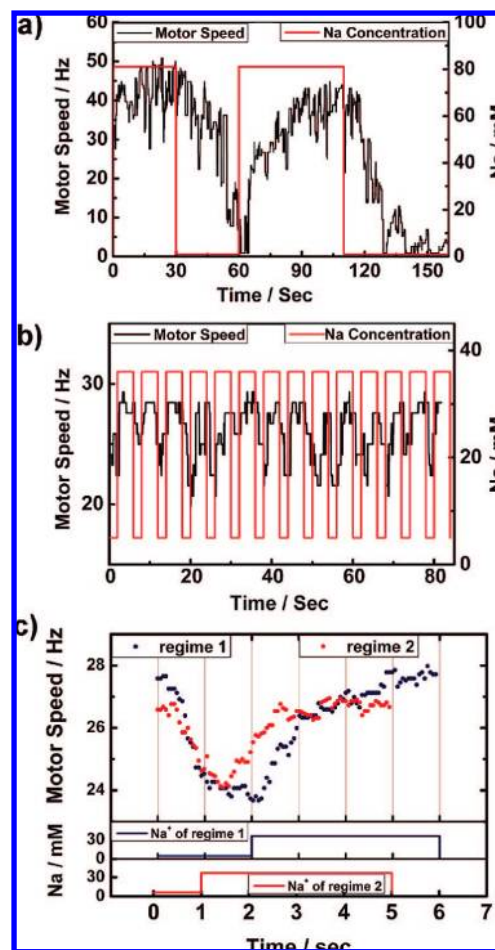 a)
Motor Speed
Na Concentration
60
50
40
30
20
10
0
Motor Speed / Hz
100
80
60
40
20
0
0 30 60 90 120 150
Time / Sec
b)
Motor Speed
Na Concentration
30
20
Motor Speed / Hz
40
20
0
Na / mM
0 20 40 60 80
Time / Sec
c)
regime 1
regime 2
28
26
24
Motor Speed / Hz
Na⁺ of regime 1
30
0
Na⁺ of regime 2
30
0
Na / mM
0 1 2 3 4 5 6 7
Time / sec